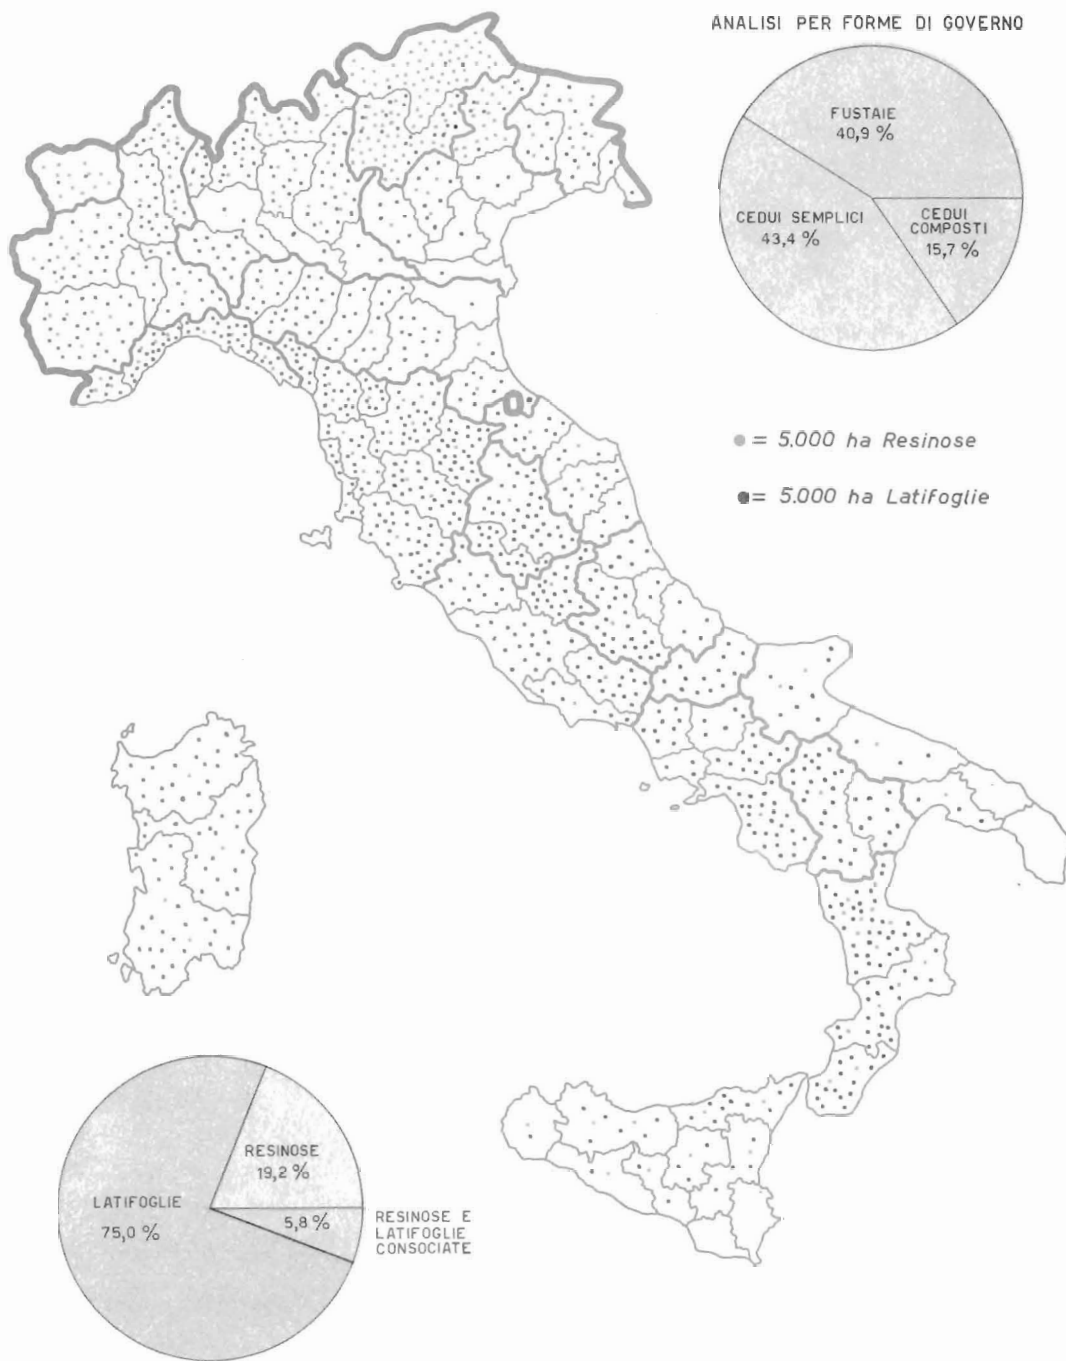 ANALISI PER FORME DI GOVERNO
FUSTAIE
40,9 %
CEDUI SEMPLICI
43,4 %
CEDUI
COMPOSTI
15,7 %
= 5.000 ha Resinose
= 5.000 ha Latifoglie
RESINOSE
19,2 %
LATIFOGLIE
75,0 %
5,8 %
RESINOSE E
LATIFOGLIE
CONSOCIATE